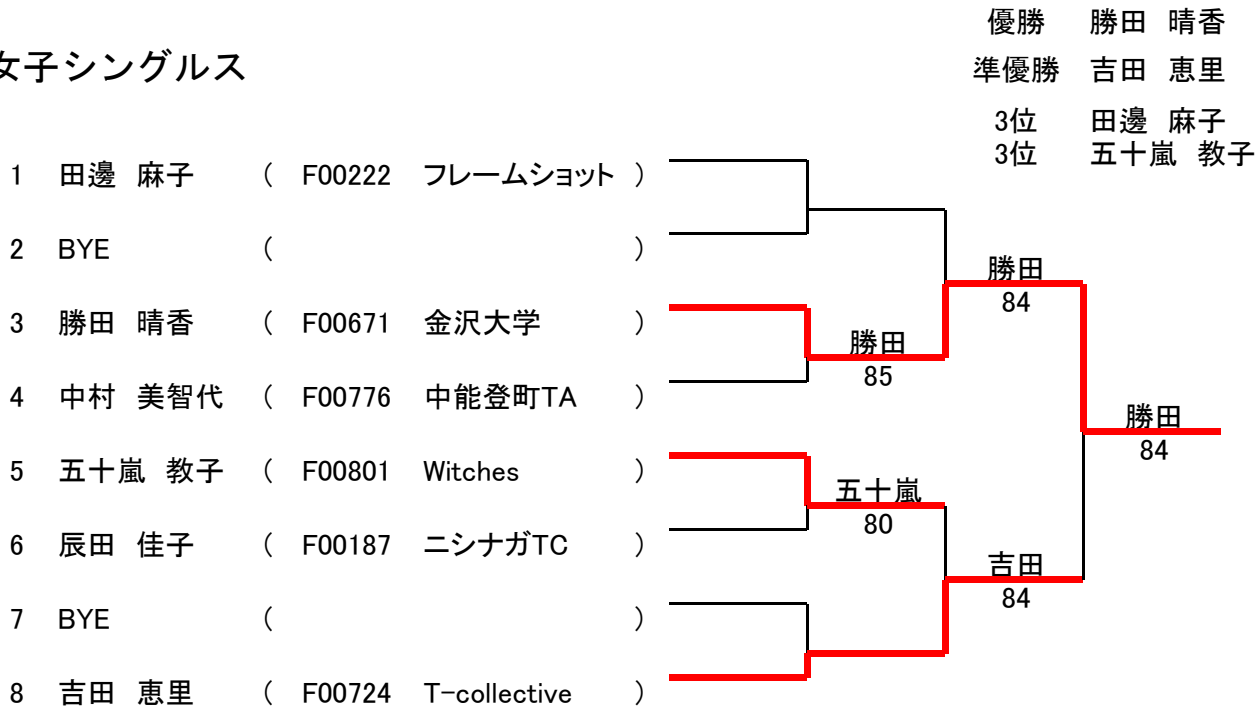 優勝 勝田 晴香
女子シングルス
準優勝 吉田 恵里
3位 田邊 麻子
3位 五十嵐 教子
1 田邊 麻子 ( F00222 フレームショット )
2 BYE ( )
勝田
84
3 勝田 晴香 ( F00671 金沢大学 )
勝田
85
4 中村 美智代 ( F00776 中能登町TA )
勝田
84
5 五十嵐 教子 ( F00801 Witches )
五十嵐
80
6 辰田 佳子 ( F00187 ニシナガTC )
吉田
84
7 BYE ( )
8 吉田 恵里 ( F00724 T-collective )